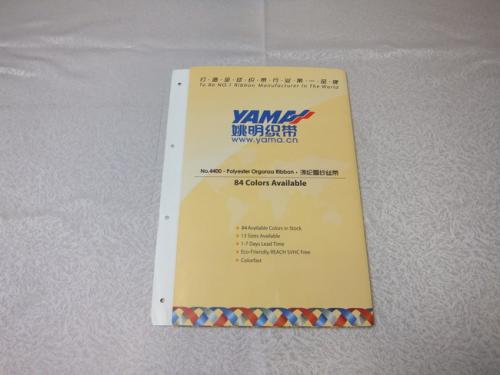 打·造·全·球·织·带·行·业·第·一·品·牌
To Be NO.1 Ribbon Manufacturer In The World
YAMA
姚明织带
www.yama.cn
No.4400 - Polyester Organza Ribbon · 涤纶雪纱丝带
84 Colors Available
84 Available Colors in Stock
13 Sizes Available
1-7 Days Lead Time
Eco-Friendly, REACH SVHC Free
Colorfast